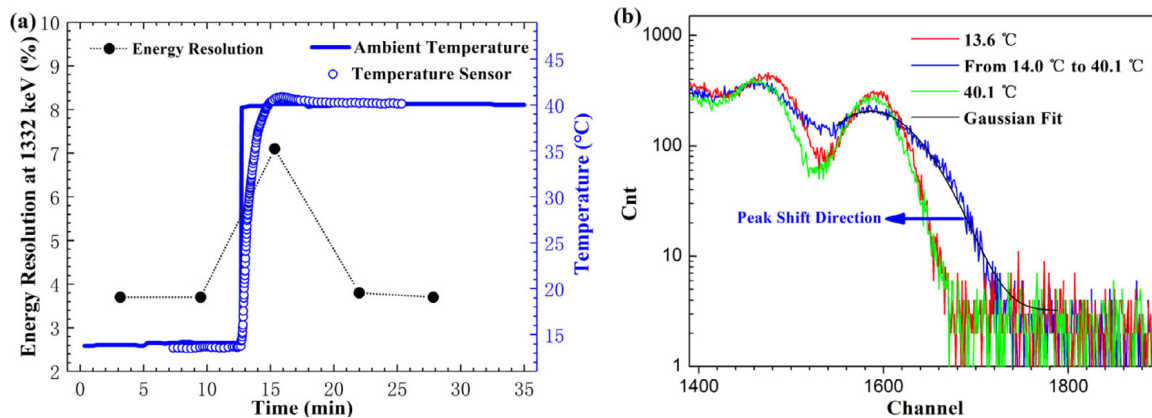 (a)
Energy Resolution at 1332 keV (%)
10
9
8
7
6
5
4
3
2
Energy Resolution
Ambient Temperature
Temperature Sensor
45
40
35
30
25
20
15
Temperature (℃)
0 5 10 15 20 25 30 35
Time (min)
(b)
Cnt
1000
100
10
1
13.6 ℃
From 14.0 ℃ to 40.1 ℃
40.1 ℃
Gaussian Fit
Peak Shift Direction
1400 1600 1800
Channel